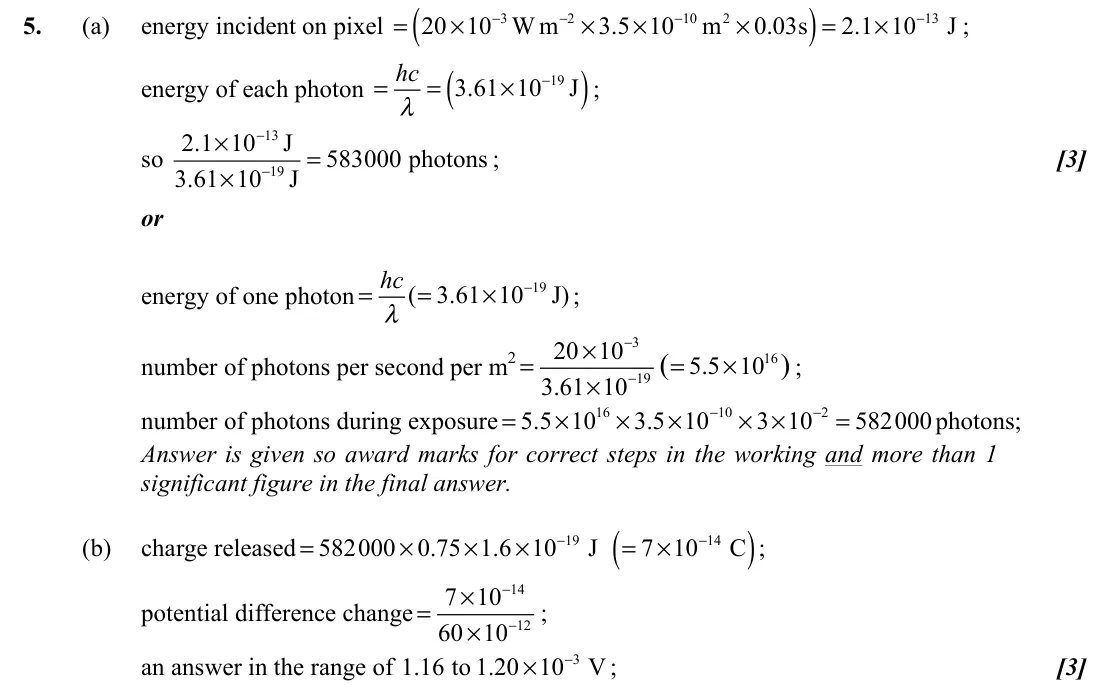 5. (a) energy incident on pixel = (20×10⁻³ W m⁻² ×3.5×10⁻¹⁰ m² ×0.03s) = 2.1×10⁻¹³ J ;
energy of each photon = hc/λ = (3.61×10⁻¹⁹ J) ;
so 2.1×10⁻¹³ J / 3.61×10⁻¹⁹ J = 583000 photons ; [3]
or
energy of one photon = hc/λ (= 3.61×10⁻¹⁹ J) ;
number of photons per second per m² = 20×10⁻³ / 3.61×10⁻¹⁹ (= 5.5×10¹⁶) ;
number of photons during exposure = 5.5×10¹⁶ ×3.5×10⁻¹⁰ ×3×10⁻² = 582000 photons;
Answer is given so award marks for correct steps in the working and more than 1
significant figure in the final answer.
(b) charge released = 582000×0.75×1.6×10⁻¹⁹ J (= 7×10⁻¹⁴ C) ;
potential difference change = 7×10⁻¹⁴ / 60×10⁻¹² ;
an answer in the range of 1.16 to 1.20×10⁻³ V ; [3]